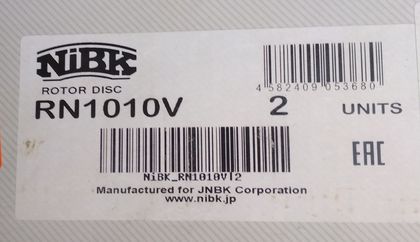 NiBK
4 582409 053680
ROTOR DISC
RN1010V 2 UNITS
NiBK_RN1010V|2
EAC
Manufactured for JNBK Corporation
www.nibk.jp